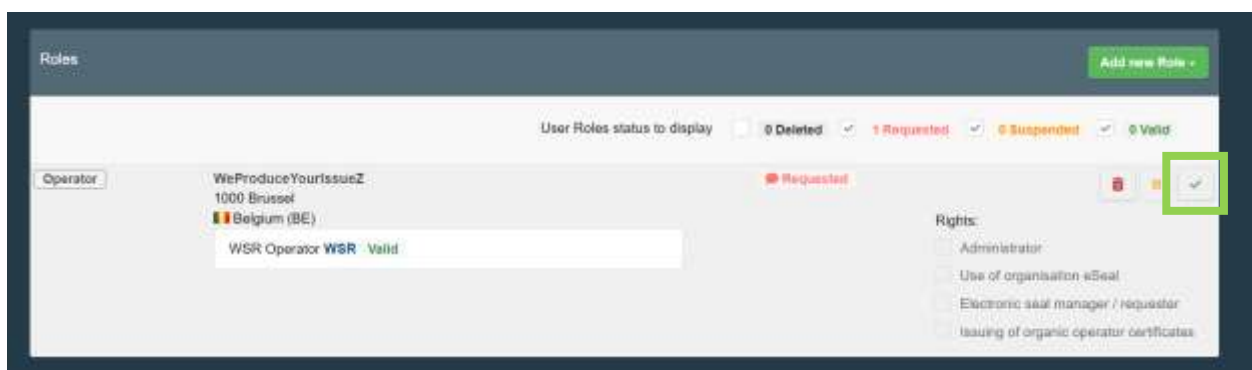 Roles
Add new Role
User Roles status to display 0 Deleted 1 Requested 0 Suspended 0 Valid
Operator WeProduceYourIssueZ Requested
1000 Brussel
Belgium (BE)
Rights:
WSR Operator WSR Valid
Administrator
Use of organisation eSeal
Electronic seal manager / requester
Issuing of organic operator certificates